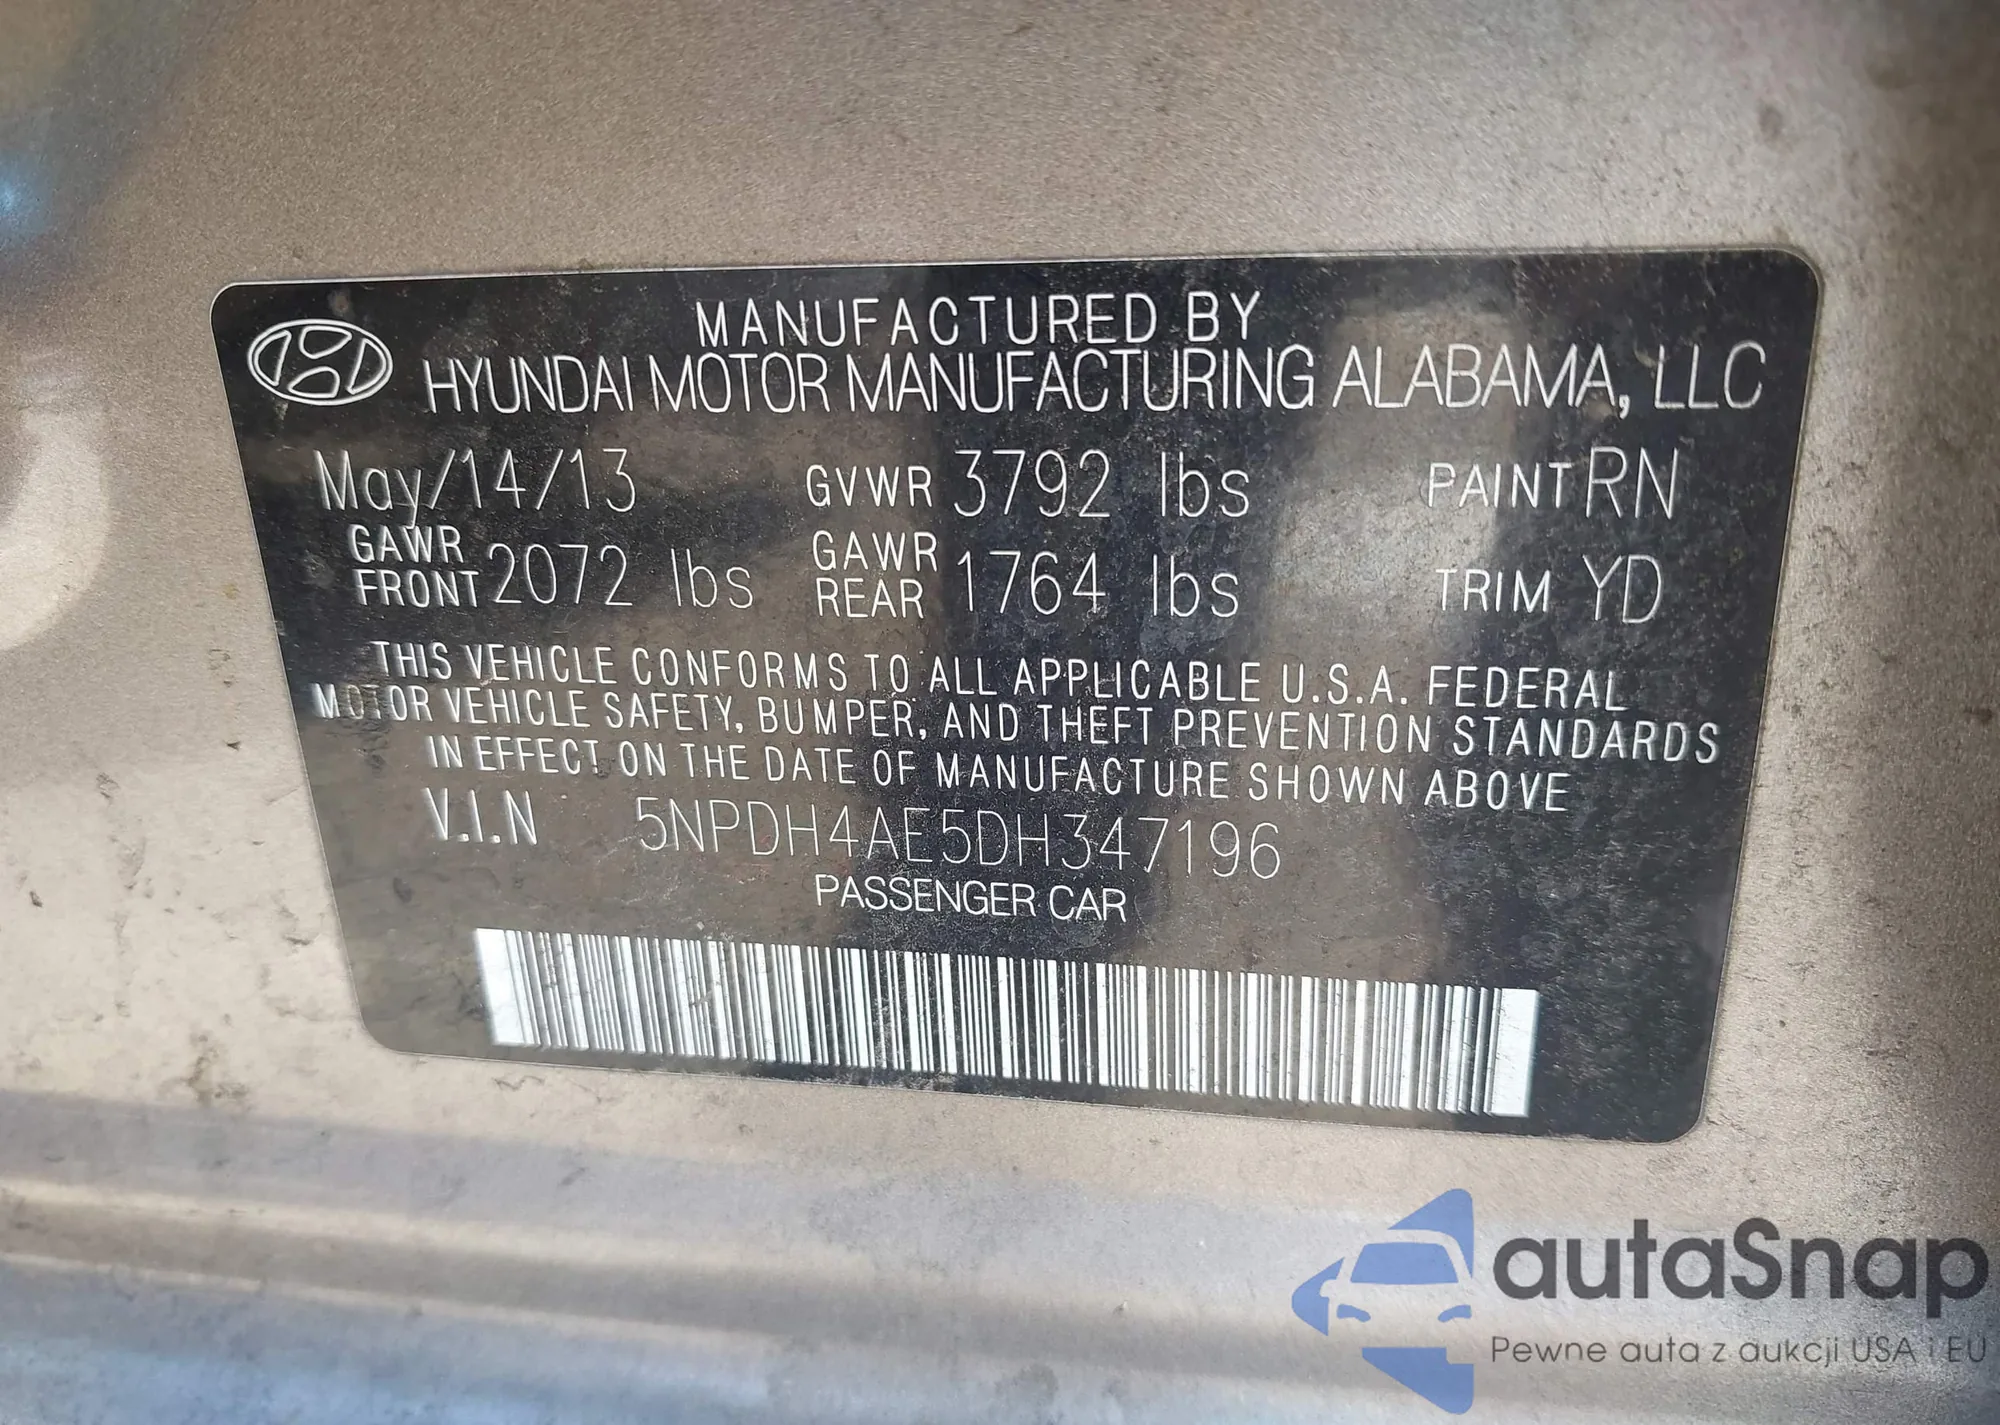 MANUFACTURED BY
HYUNDAI MOTOR MANUFACTURING ALABAMA, LLC
May/14/13 GVWR 3792 lbs PAINT RN
GAWR FRONT 2072 lbs GAWR REAR 1764 lbs TRIM YD
THIS VEHICLE CONFORMS TO ALL APPLICABLE U.S.A. FEDERAL
MOTOR VEHICLE SAFETY, BUMPER, AND THEFT PREVENTION STANDARDS
IN EFFECT ON THE DATE OF MANUFACTURE SHOWN ABOVE
V.I.N 5NPDH4AE5DH347196
PASSENGER CAR
autaSnap
Pewne auta z aukcji USA i EU